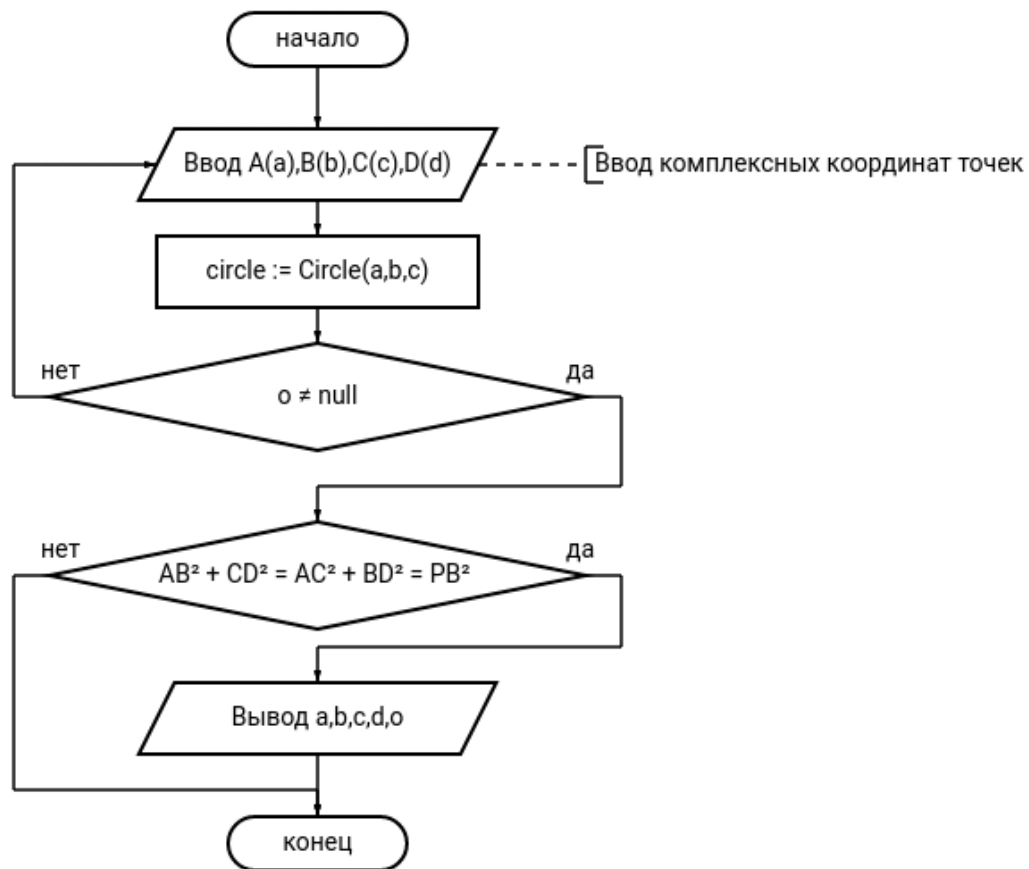 начало
Ввод A(a),B(b),C(c),D(d)
Ввод комплексных координат точек
circle := Circle(a,b,c)
нет
да
o ≠ null
нет
да
AB² + CD² = AC² + BD² = PB²
Вывод a,b,c,d,o
конец